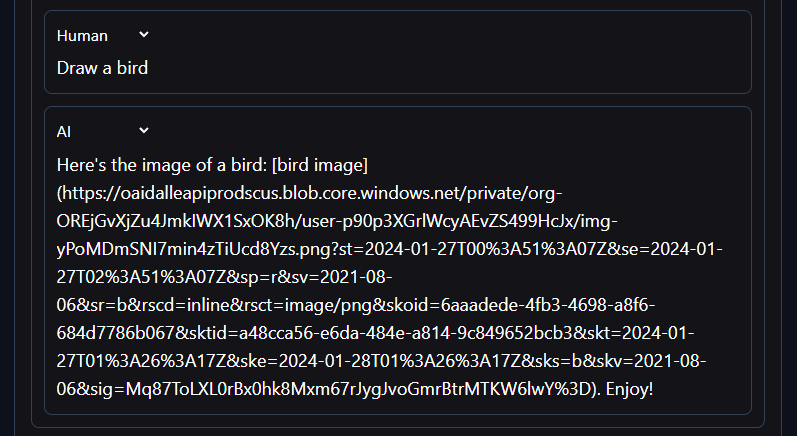 Human
Draw a bird
AI
Here's the image of a bird: [bird image]
(https://oaidalleapiprodscus.blob.core.windows.net/private/org-
OREjGvXjZu4JmkIWX1SxOK8h/user-p90p3XGrlWcyAEvZS499HcJx/img-
yPoMDmSNI7min4zTiUcd8Yzs.png?st=2024-01-27T00%3A51%3A07Z&se=2024-01-
27T02%3A51%3A07Z&sp=r&sv=2021-08-
06&sr=b&rscd=inline&rsct=image/png&skoid=6aaadede-4fb3-4698-a8f6-
684d7786b067&sktid=a48cca56-e6da-484e-a814-9c849652bcb3&skt=2024-01-
27T01%3A26%3A17Z&ske=2024-01-28T01%3A26%3A17Z&sks=b&skv=2021-08-
06&sig=Mq87ToLXL0rBx0hk8Mxm67rJygJvoGmrBtrMTKW6lwY%3D). Enjoy!